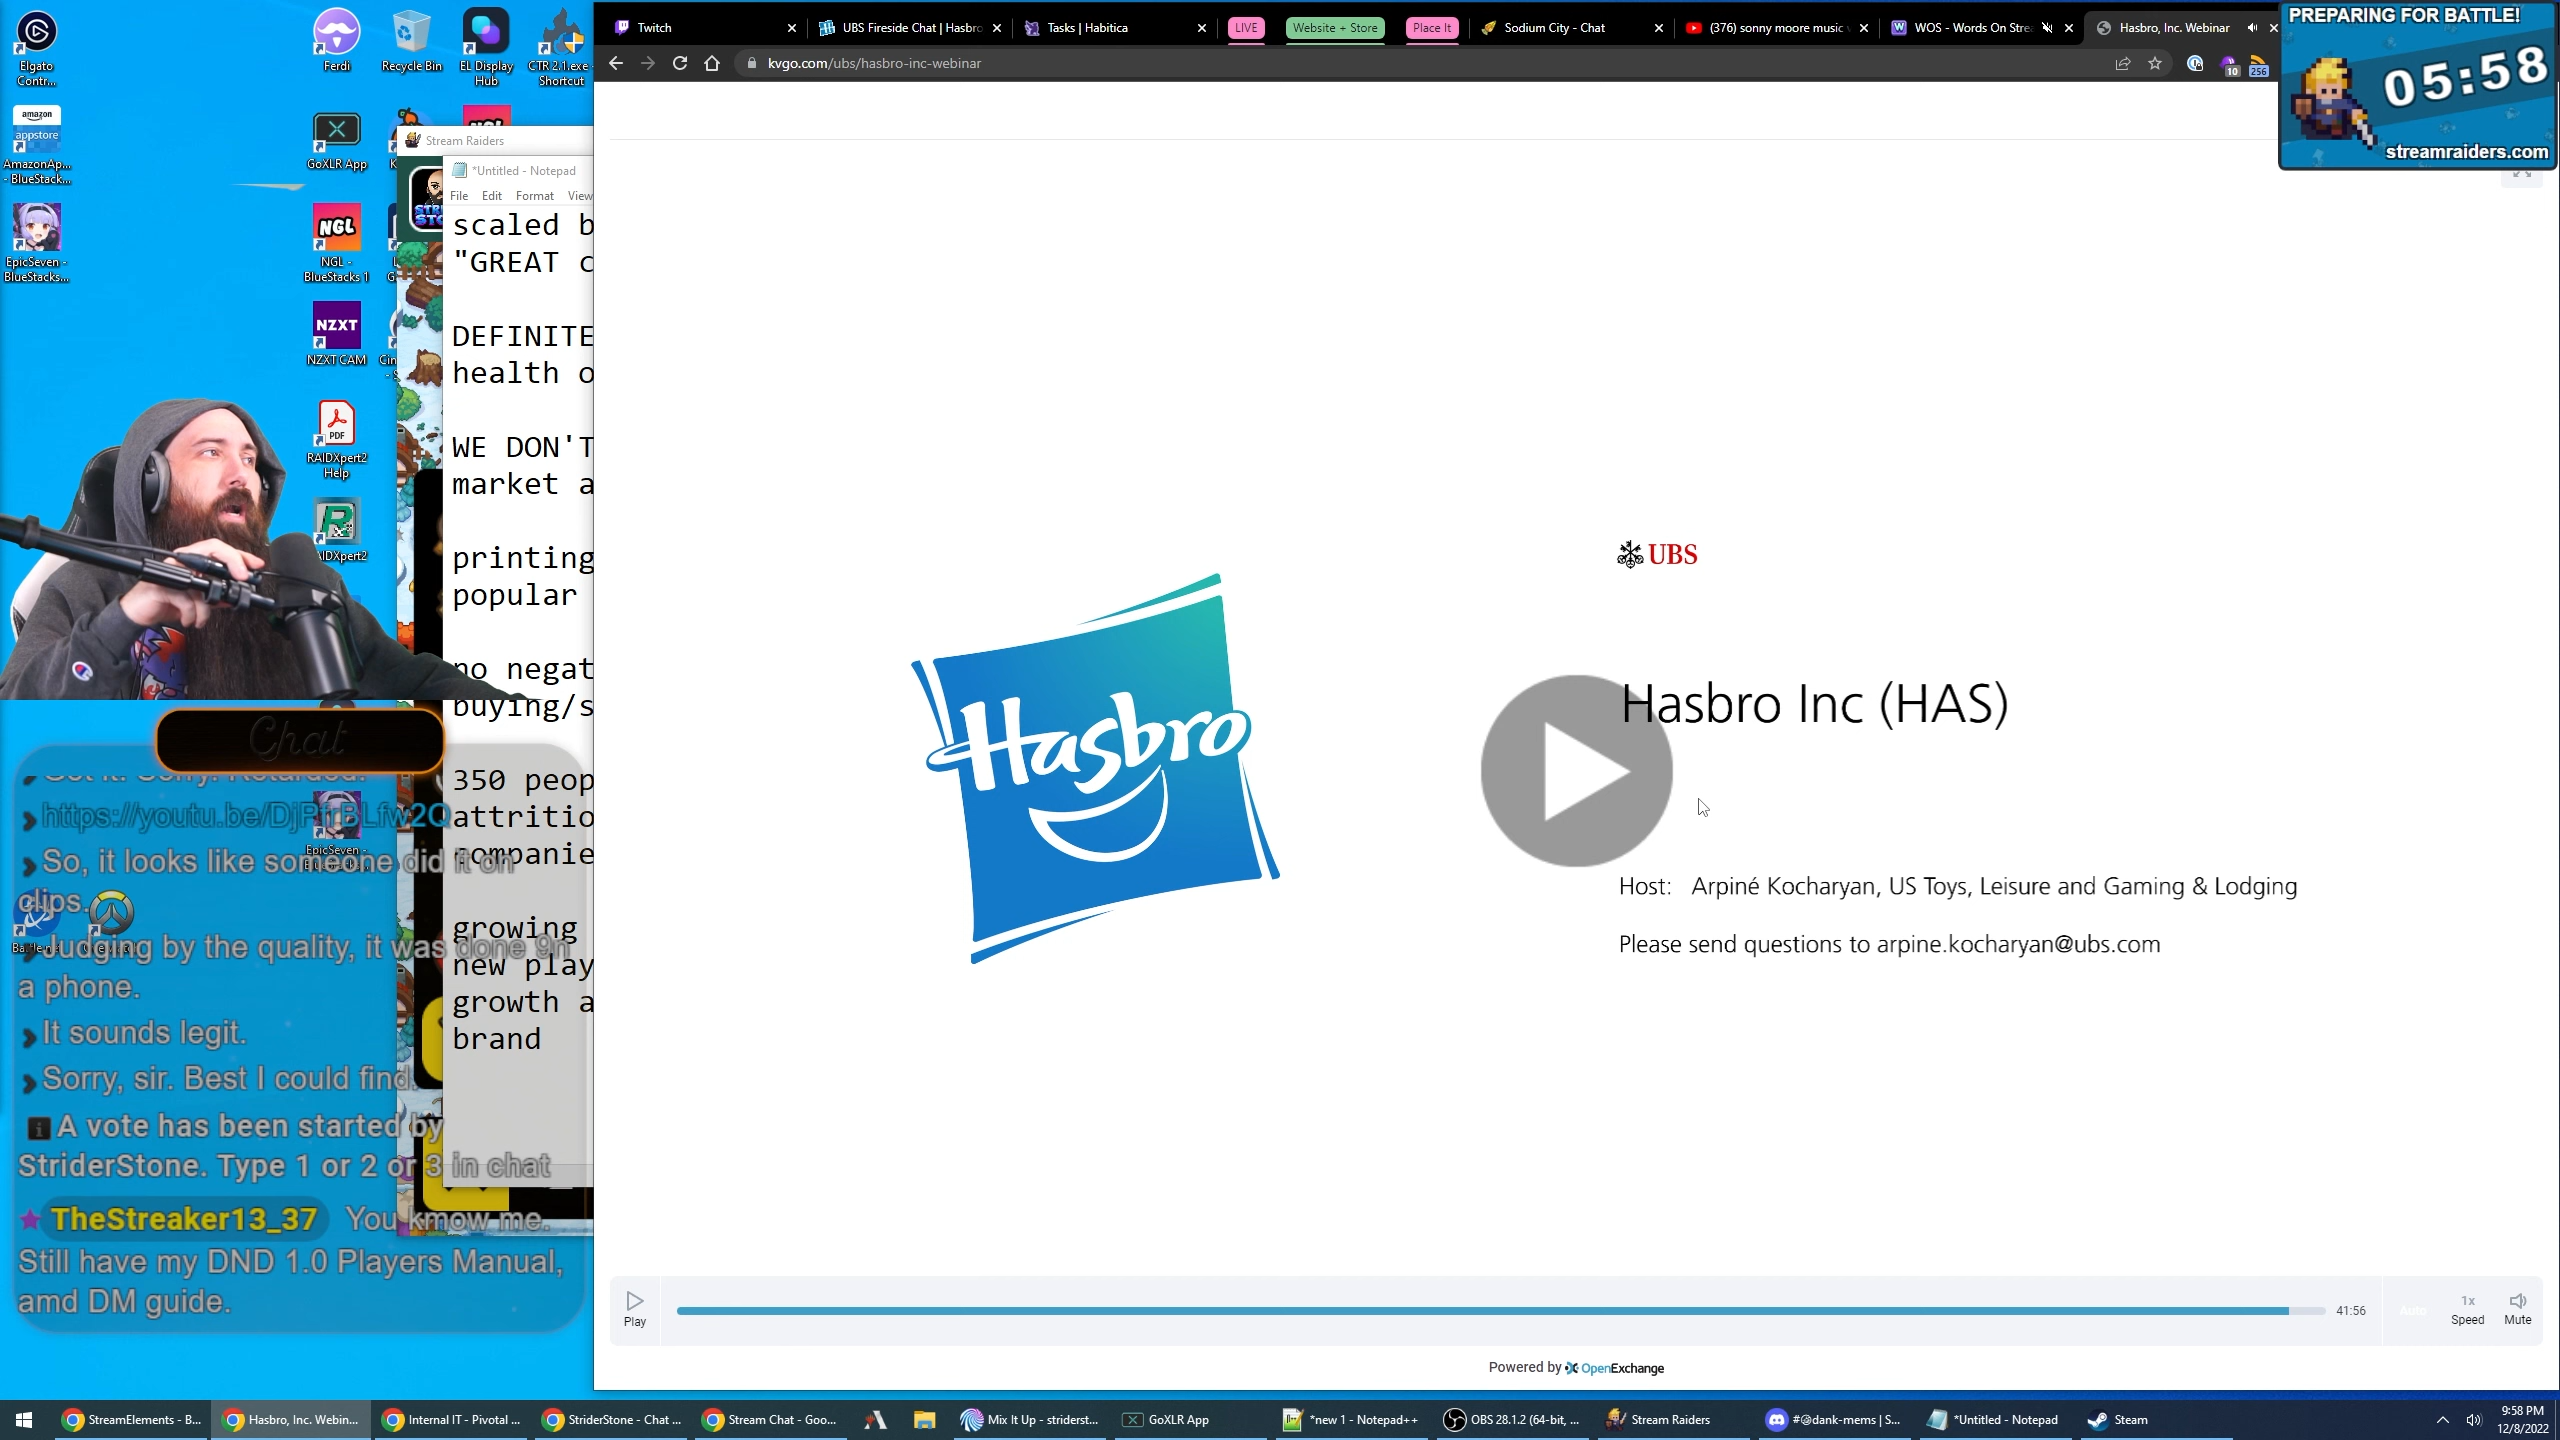 Elgato Contr...
Ferdi
Recycle Bin
EL Display Hub
CTR 2.1.exe - Shortcut
amazon appstore
AmazonAp... - BlueStack...
GoXLR App
EpicSeven - BlueStacks...
NGL
NGL - BlueStacks 1
NZXT
NZXT CAM
PDF
RAIDXpert2 Help
EpicSeven -
Twitch
UBS Fireside Chat | Hasbro
Tasks | Habitica
LIVE
Website + Store
Place It
Sodium City - Chat
(376) sonny moore music
WOS - Words On Stre
Hasbro, Inc. Webinar
kvgo.com/ubs/hasbro-inc-webinar
10
256
PREPARING FOR BATTLE!
05:58
streamraiders.com
Stream Raiders
*Untitled - Notepad
File Edit Format View
scaled b
"GREAT c
DEFINITE
health o
WE DON'T
market a
printing
popular
no negat
buying/s
350 peop
attritio
companie
growing
new play
growth a
brand
Chat
https://youtu.be/DjPfrBLfw2Q
So, it looks like someone did it on
clips.
Judging by the quality, it was done 9n
a phone.
It sounds legit.
Sorry, sir. Best I could find.
A vote has been started by
StriderStone. Type 1 or 2 or 3 in chat
TheStreaker13_37 You kmow me.
Still have my DND 1.0 Players Manual,
amd DM guide.
UBS
Hasbro
Hasbro Inc (HAS)
Host: Arpiné Kocharyan, US Toys, Leisure and Gaming & Lodging
Please send questions to arpine.kocharyan@ubs.com
Play
41:56
Auto
1x
Speed
Mute
Powered by OpenExchange
StreamElements - B...
Hasbro, Inc. Webin...
Internal IT - Pivotal ...
StriderStone - Chat ...
Stream Chat - Goo...
Mix It Up - striderst...
GoXLR App
*new 1 - Notepad++
OBS 28.1.2 (64-bit, ...
Stream Raiders
#@dank-mems | S...
*Untitled - Notepad
Steam
9:58 PM
12/8/2022